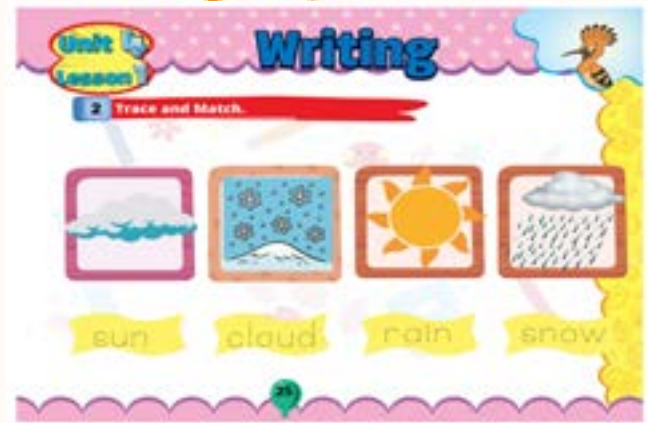 Unit 4
Writing
Lesson 1
2 Trace and Match.
sun cloud rain snow
25